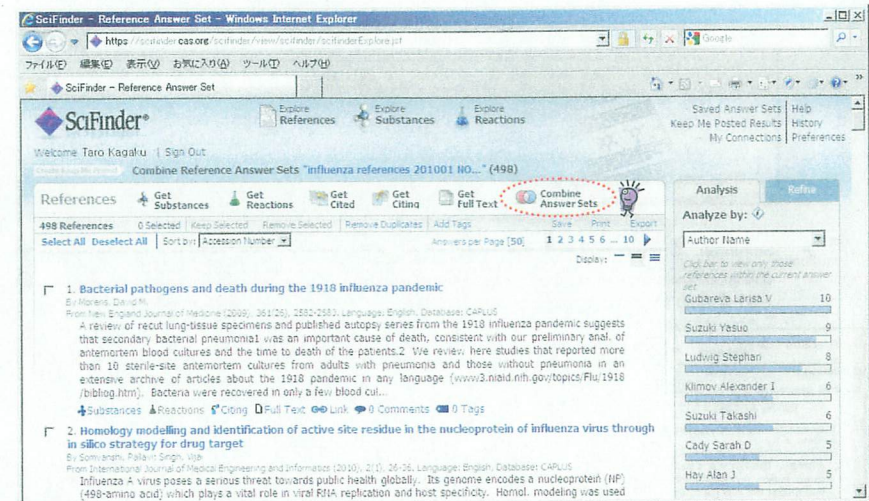 SciFinder - Reference Answer Set - Windows Internet Explorer
https://scifinder.cas.org/scifinder/view/scifinder/scifinderExplore.jsf
Google
ファイル(F) 編集(E) 表示(V) お気に入り(A) ツール(T) ヘルプ(H)
SciFinder - Reference Answer Set
SciFinder®
Explore References
Explore Substances
Explore Reactions
Saved Answer Sets | Help
Keep Me Posted Results | History
My Connections | Preferences
Welcome Taro Kagaku | Sign Out
Combine Reference Answer Sets "influenza references 201001 NO..." (498)
References
Get Substances
Get Reactions
Get Cited
Get Citing
Get Full Text
Combine Answer Sets
498 References 0 Selected | Keep Selected Remove Selected | Remove Duplicates | Add Tags Save Print Export
Select All Deselect All | Sort by: Accession Number Answers per Page [50] 1 2 3 4 5 6 ... 10
Display:
1. Bacterial pathogens and death during the 1918 influenza pandemic
By Morens, David M.
From New England Journal of Medicine (2009), 361(26), 2582-2583. Language: English, Database: CAPLUS
A review of recut lung-tissue specimens and published autopsy series from the 1918 influenza pandemic suggests
that secondary bacterial pneumonia1 was an important cause of death, consistent with our preliminary anal. of
antemortem blood cultures and the time to death of the patients.2 We review here studies that reported more
than 10 sterile-site antemortem cultures from adults with pneumonia and those without pneumonia in an
extensive archive of articles about the 1918 pandemic in any language (www3.niaid.nih.gov/topics/Flu/1918
/bibliog.htm). Bacteria were recovered in only a few blood cul...
Substances Reactions Citing Full Text Link 0 Comments 0 Tags
2. Homology modelling and identification of active site residue in the nucleoprotein of influenza virus through
in silico strategy for drug target
By Somvanshi, Pallavi; Singh, Vijai
From International Journal of Medical Engineering and Informatics (2010), 2(1), 26-36. Language: English, Database: CAPLUS
Influenza A virus poses a serious threat towards public health globally. Its genome encodes a nucleoprotein (NP)
(498-amino acid) which plays a vital role in viral RNA replication and host specificity. Homol. modeling was used
Analysis
Refine
Analyze by:
Author Name
Click bar to view only those
references within the current answer
set
Gubareva Larisa V 10
Suzuki Yasuo 9
Ludwig Stephan 8
Klimov Alexander I 6
Suzuki Takashi 6
Cady Sarah D 5
Hay Alan J 5